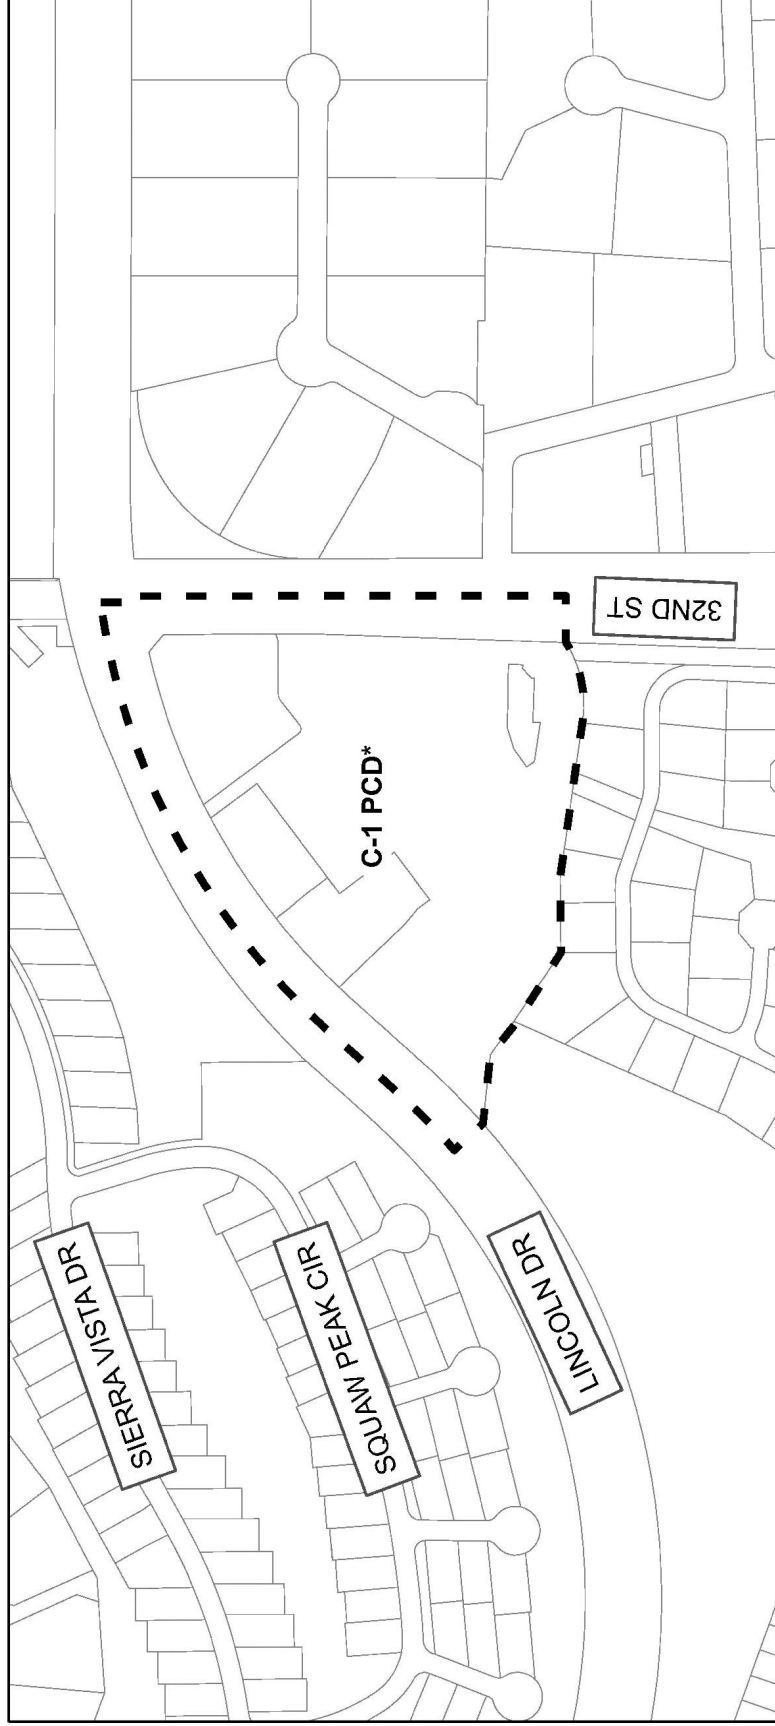 SIERRA VISTA DR
SQUAW PEAK CIR
LINCOLN DR
C-1 PCD*
32ND ST